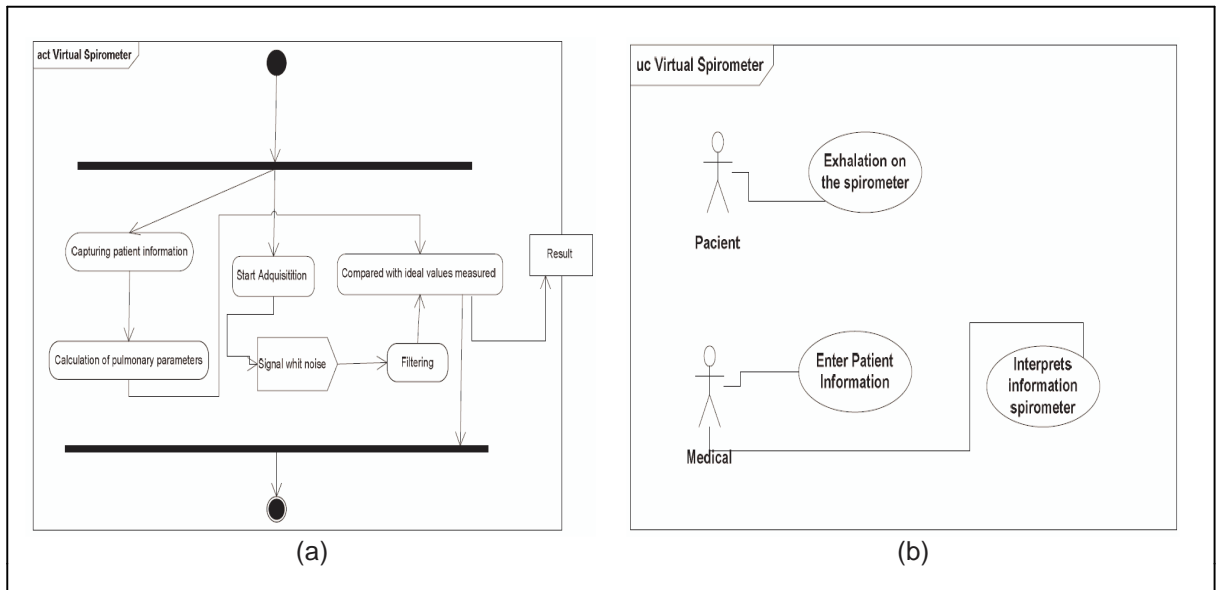 act Virtual Spirometer
Capturing patient information
Start Adquisitition
Compared with ideal values measured
Result
Calculation of pulmonary parameters
Signal whit noise
Filtering
(a)
uc Virtual Spirometer
Exhalation on
the spirometer
Pacient
Enter Patient
Information
Interprets
information
spirometer
Medical
(b)